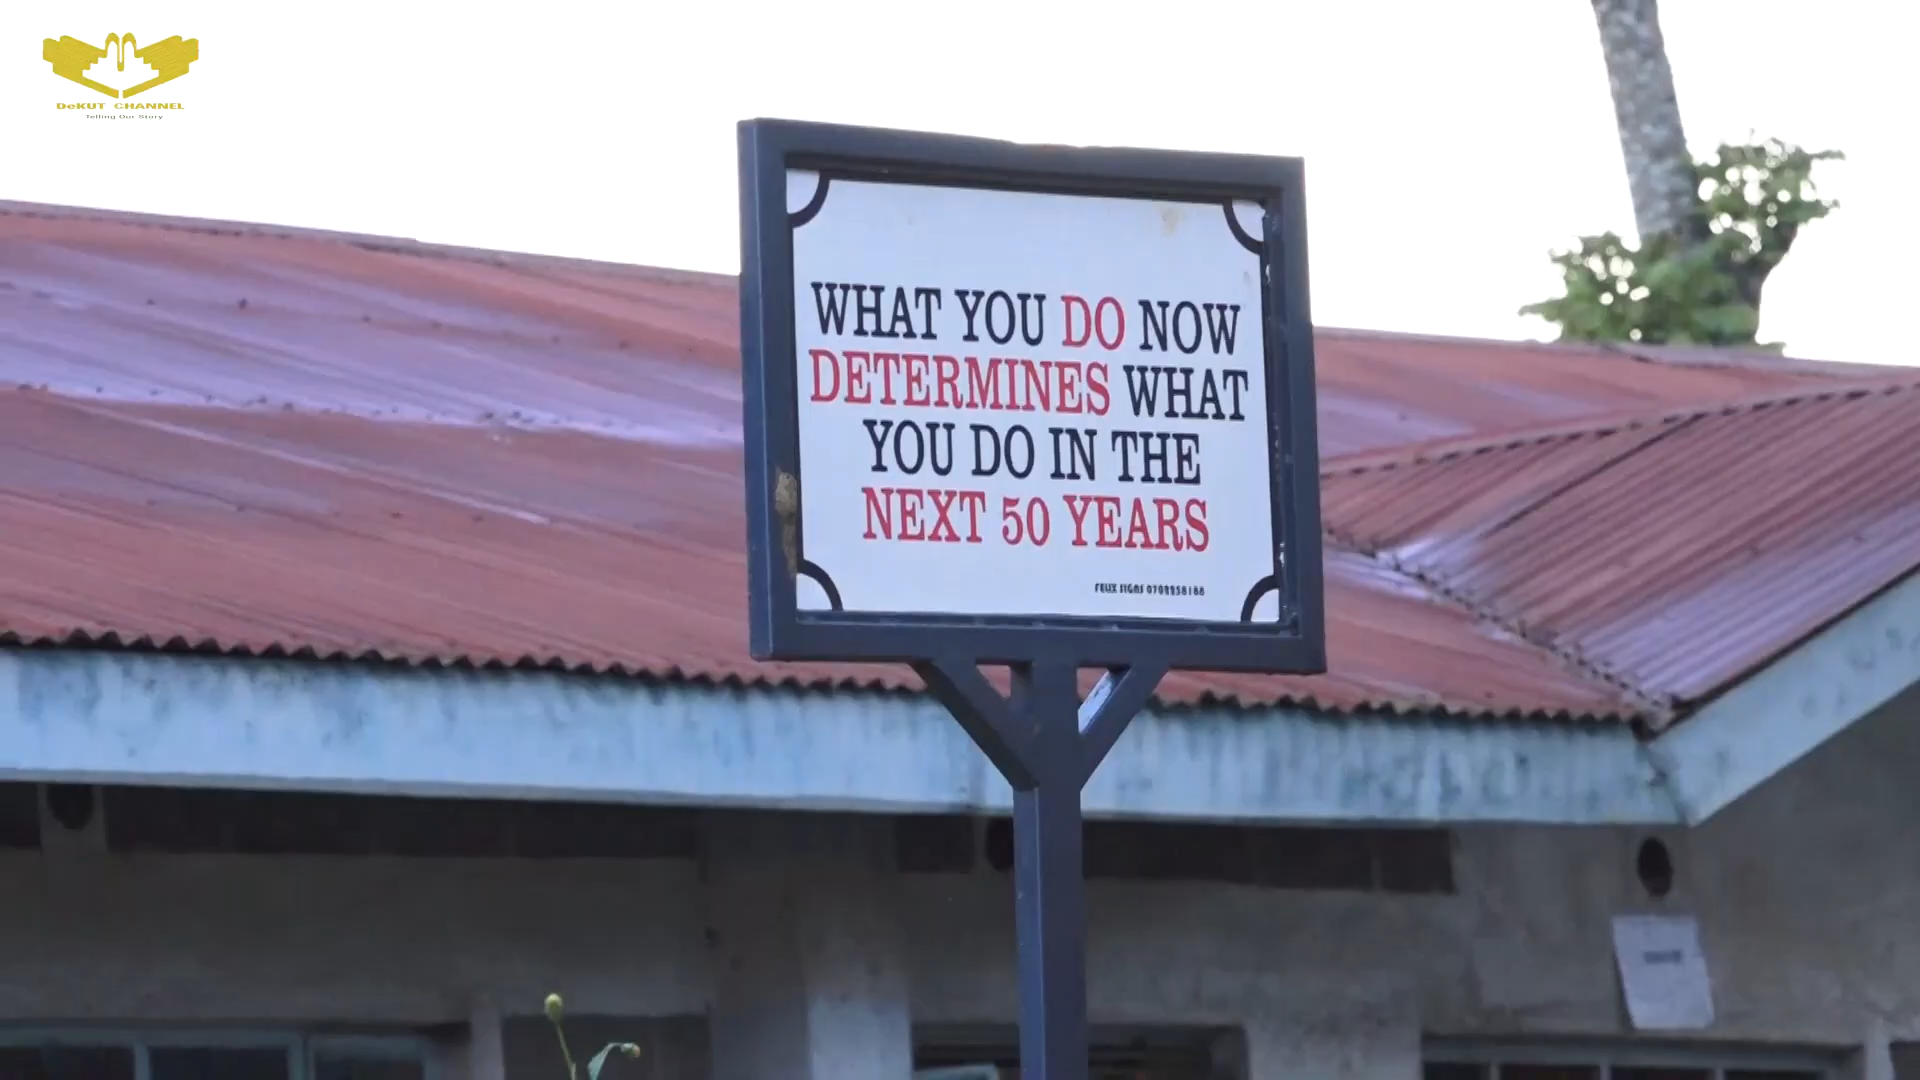 DeKUT CHANNEL
Telling Our Story
WHAT YOU DO NOW
DETERMINES WHAT
YOU DO IN THE
NEXT 50 YEARS
FELIX SIGNS 0702258188